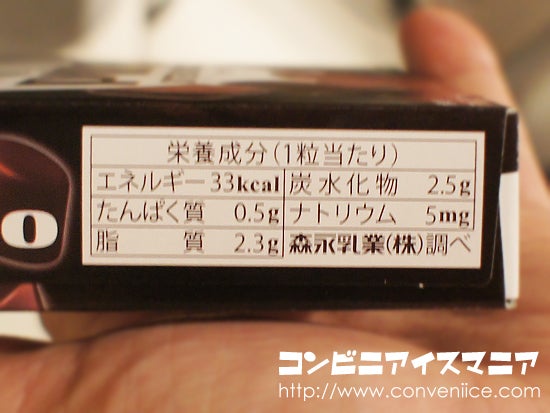 栄養成分(1粒当たり)
エネルギー 33kcal 炭水化物 2.5g
たんぱく質 0.5g ナトリウム 5mg
脂質 2.3g 森永乳業(株)調べ
コンビニアイスマニア
http://www.conveniice.com/